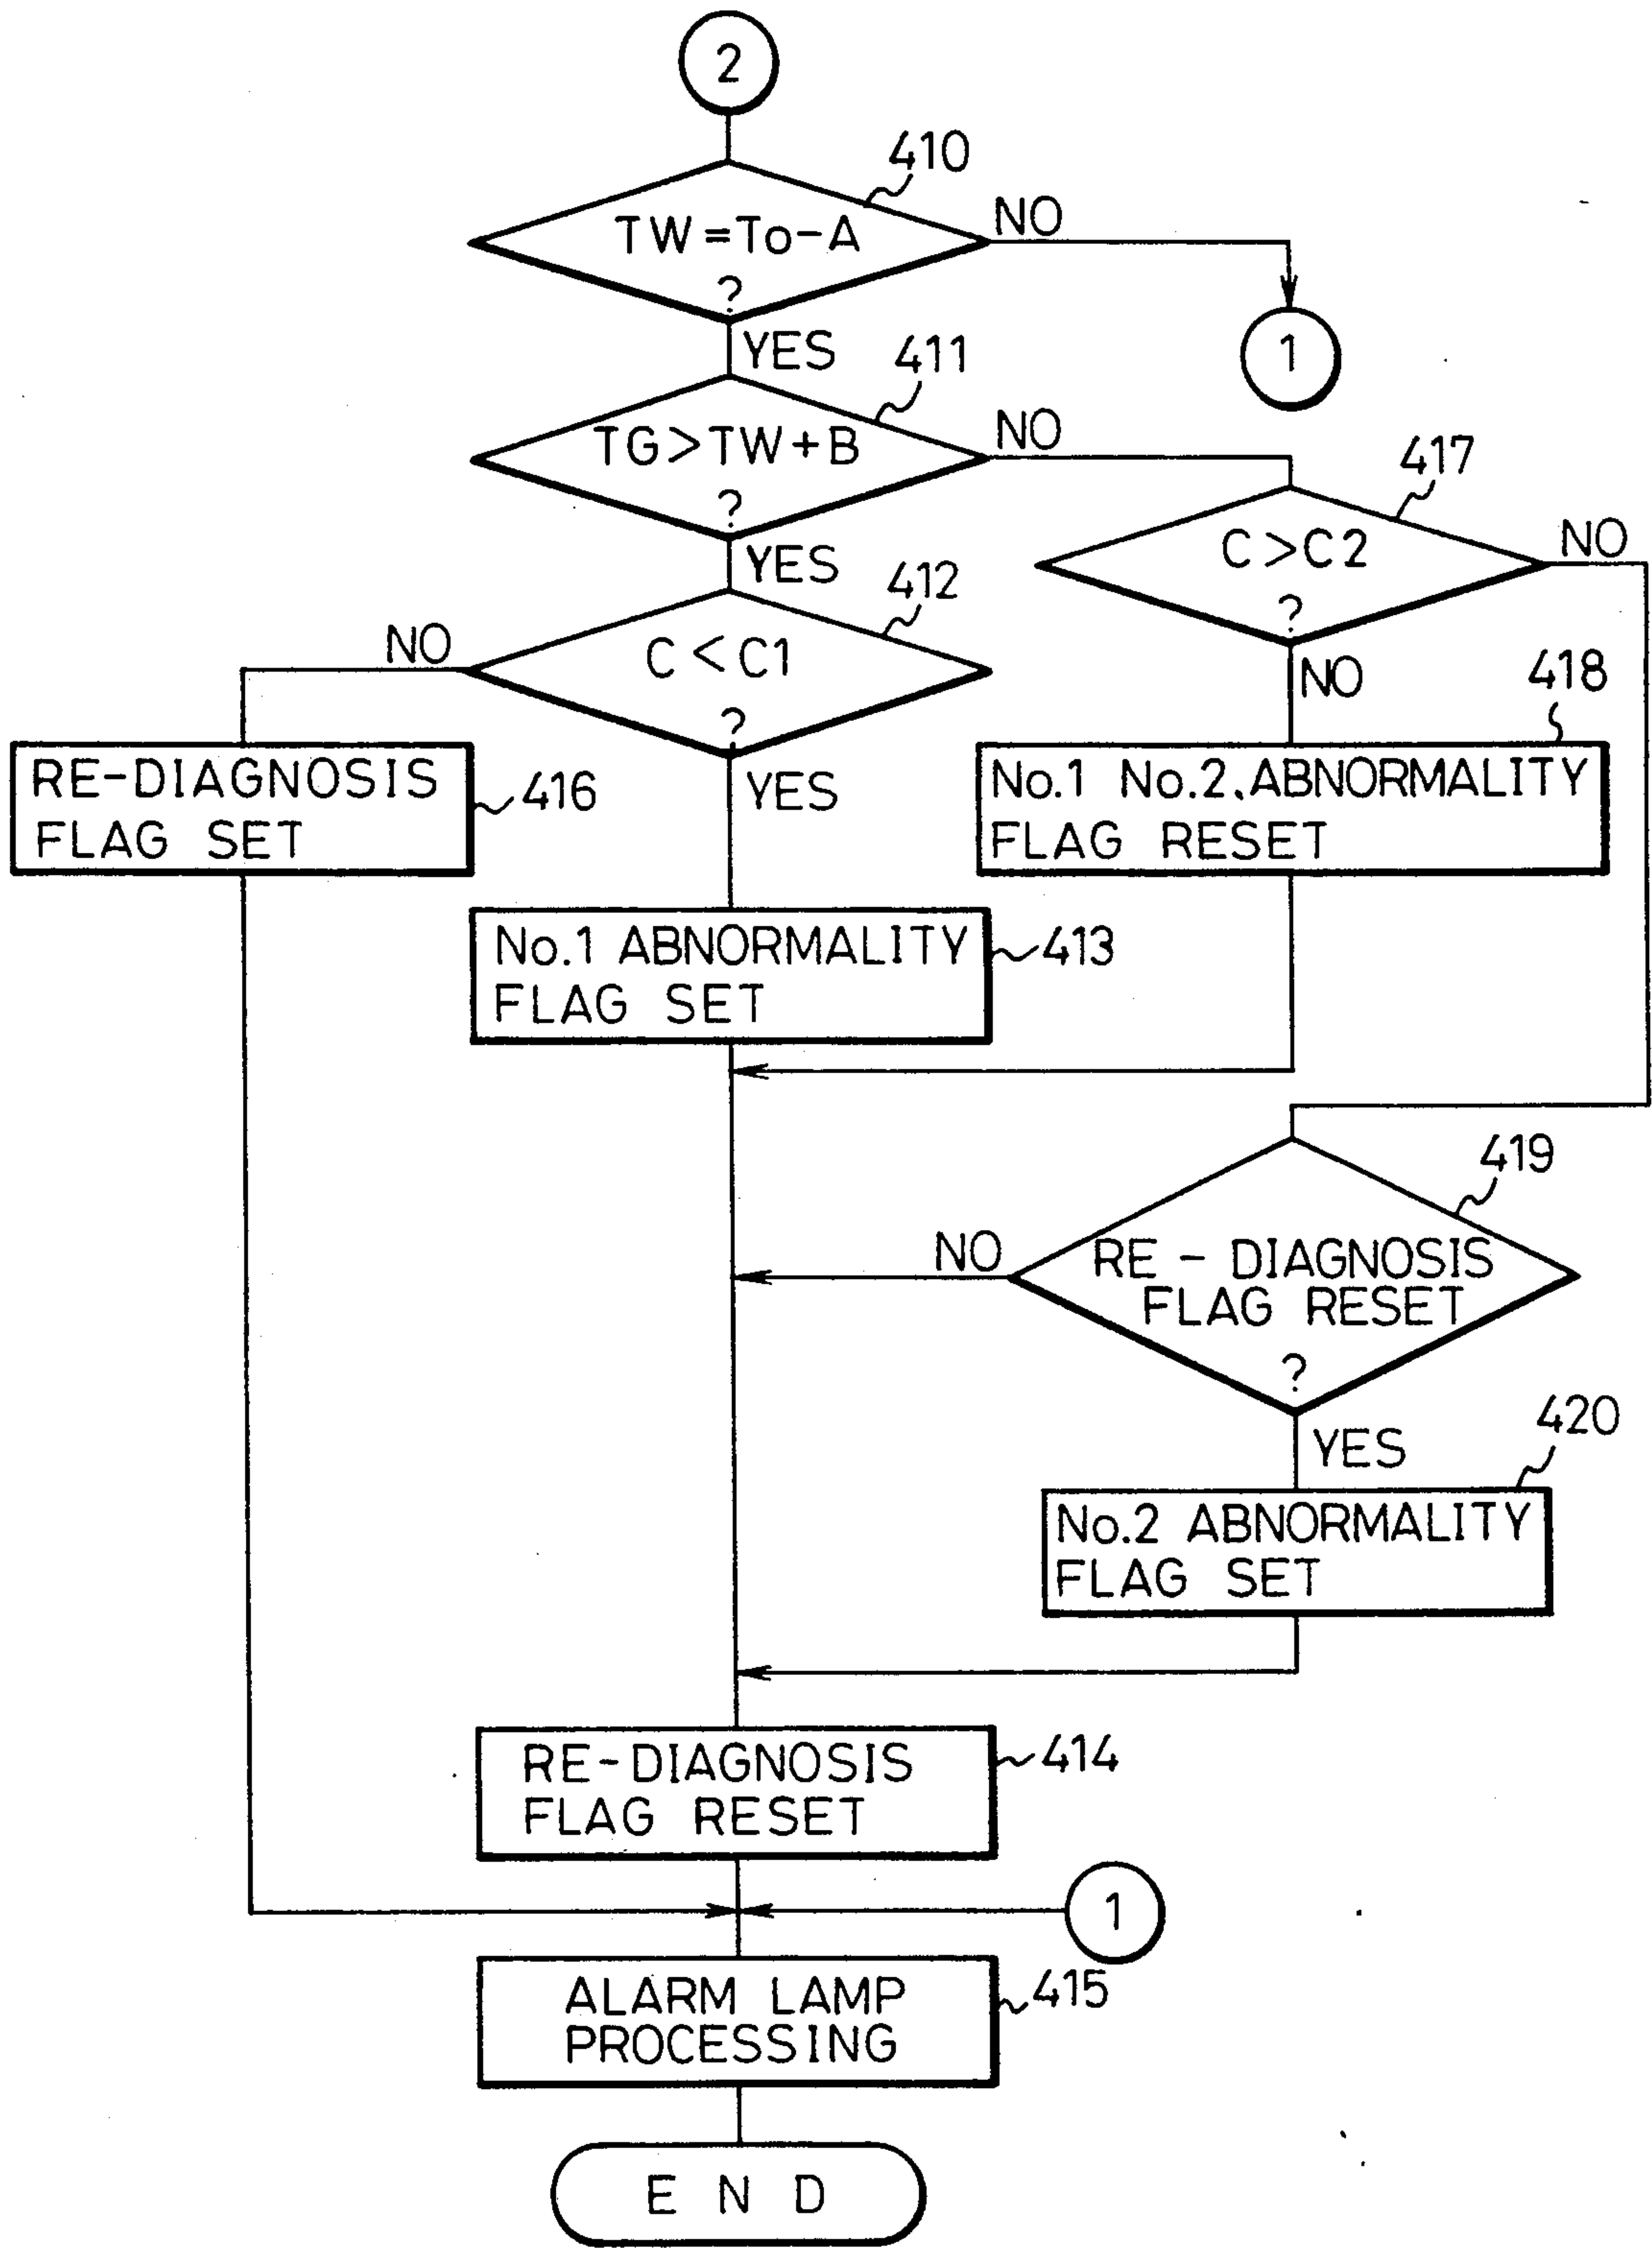 2
410
TW=To-A
?
NO
1
YES
411
TG>TW+B
?
NO
417
YES
C>C2
?
NO
412
C<C1
?
NO
NO
418
RE-DIAGNOSIS
FLAG SET
416
YES
No.1 No.2. ABNORMALITY
FLAG RESET
No.1 ABNORMALITY
FLAG SET
413
419
NO
RE-DIAGNOSIS
FLAG RESET
?
YES
420
No.2 ABNORMALITY
FLAG SET
RE-DIAGNOSIS
FLAG RESET
414
1
ALARM LAMP
PROCESSING
415
END